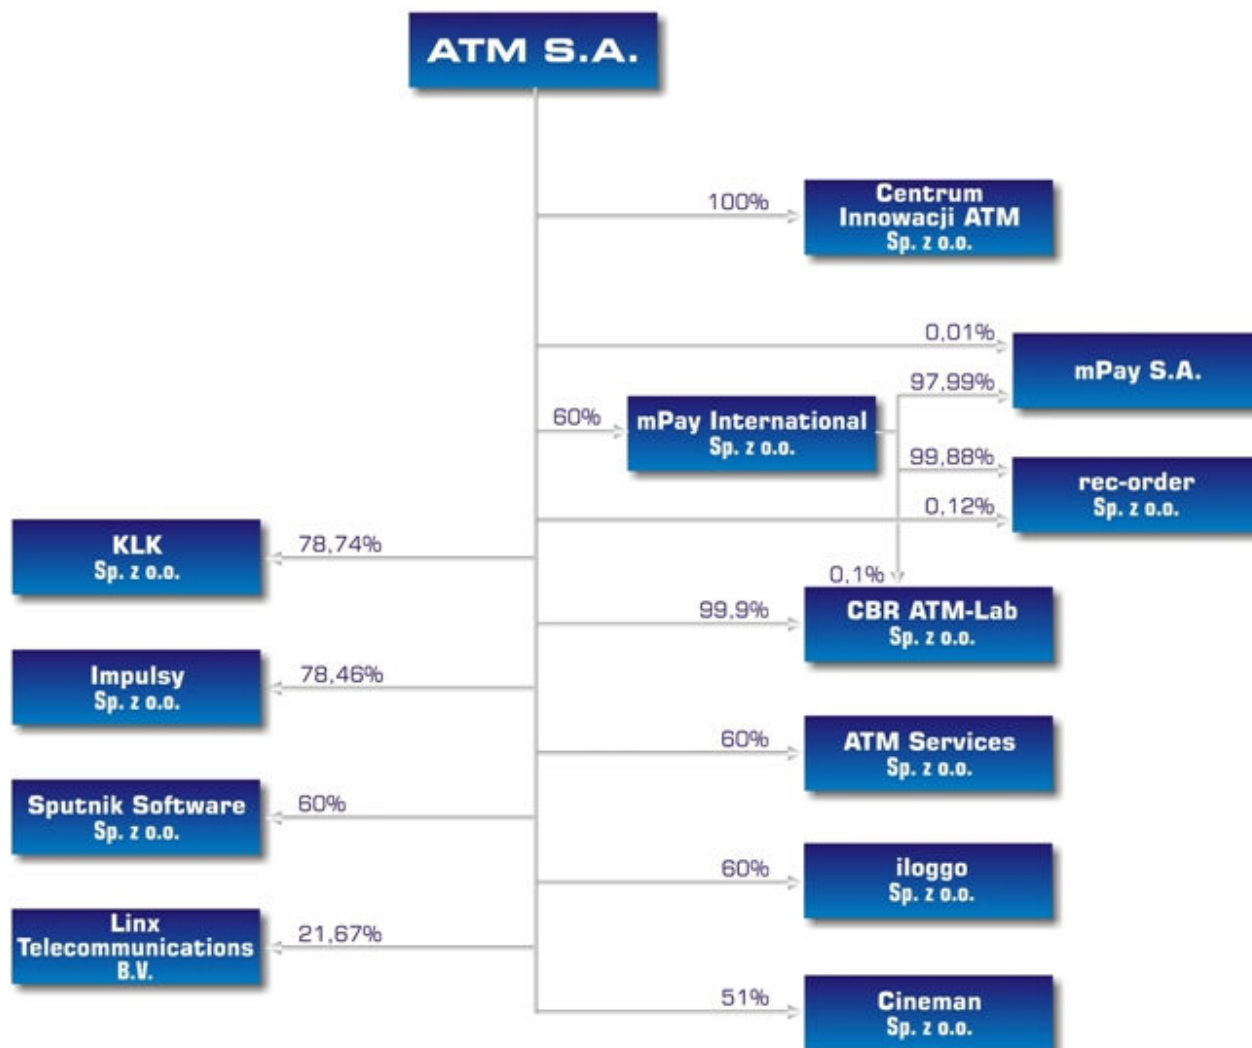 ATM S.A.
100%
Centrum
Innowacji ATM
Sp. z o.o.
0,01%
mPay S.A.
97,99%
60%
mPay International
Sp. z o.o.
99,88%
rec-order
Sp. z o.o.
0,12%
KLK
Sp. z o.o.
78,74%
0,1%
99,9%
CBR ATM-Lab
Sp. z o.o.
Impulsy
Sp. z o.o.
78,46%
60%
ATM Services
Sp. z o.o.
Sputnik Software
Sp. z o.o.
60%
60%
iloggo
Sp. z o.o.
Linx
Telecommunications
B.V.
21,67%
51%
Cineman
Sp. z o.o.